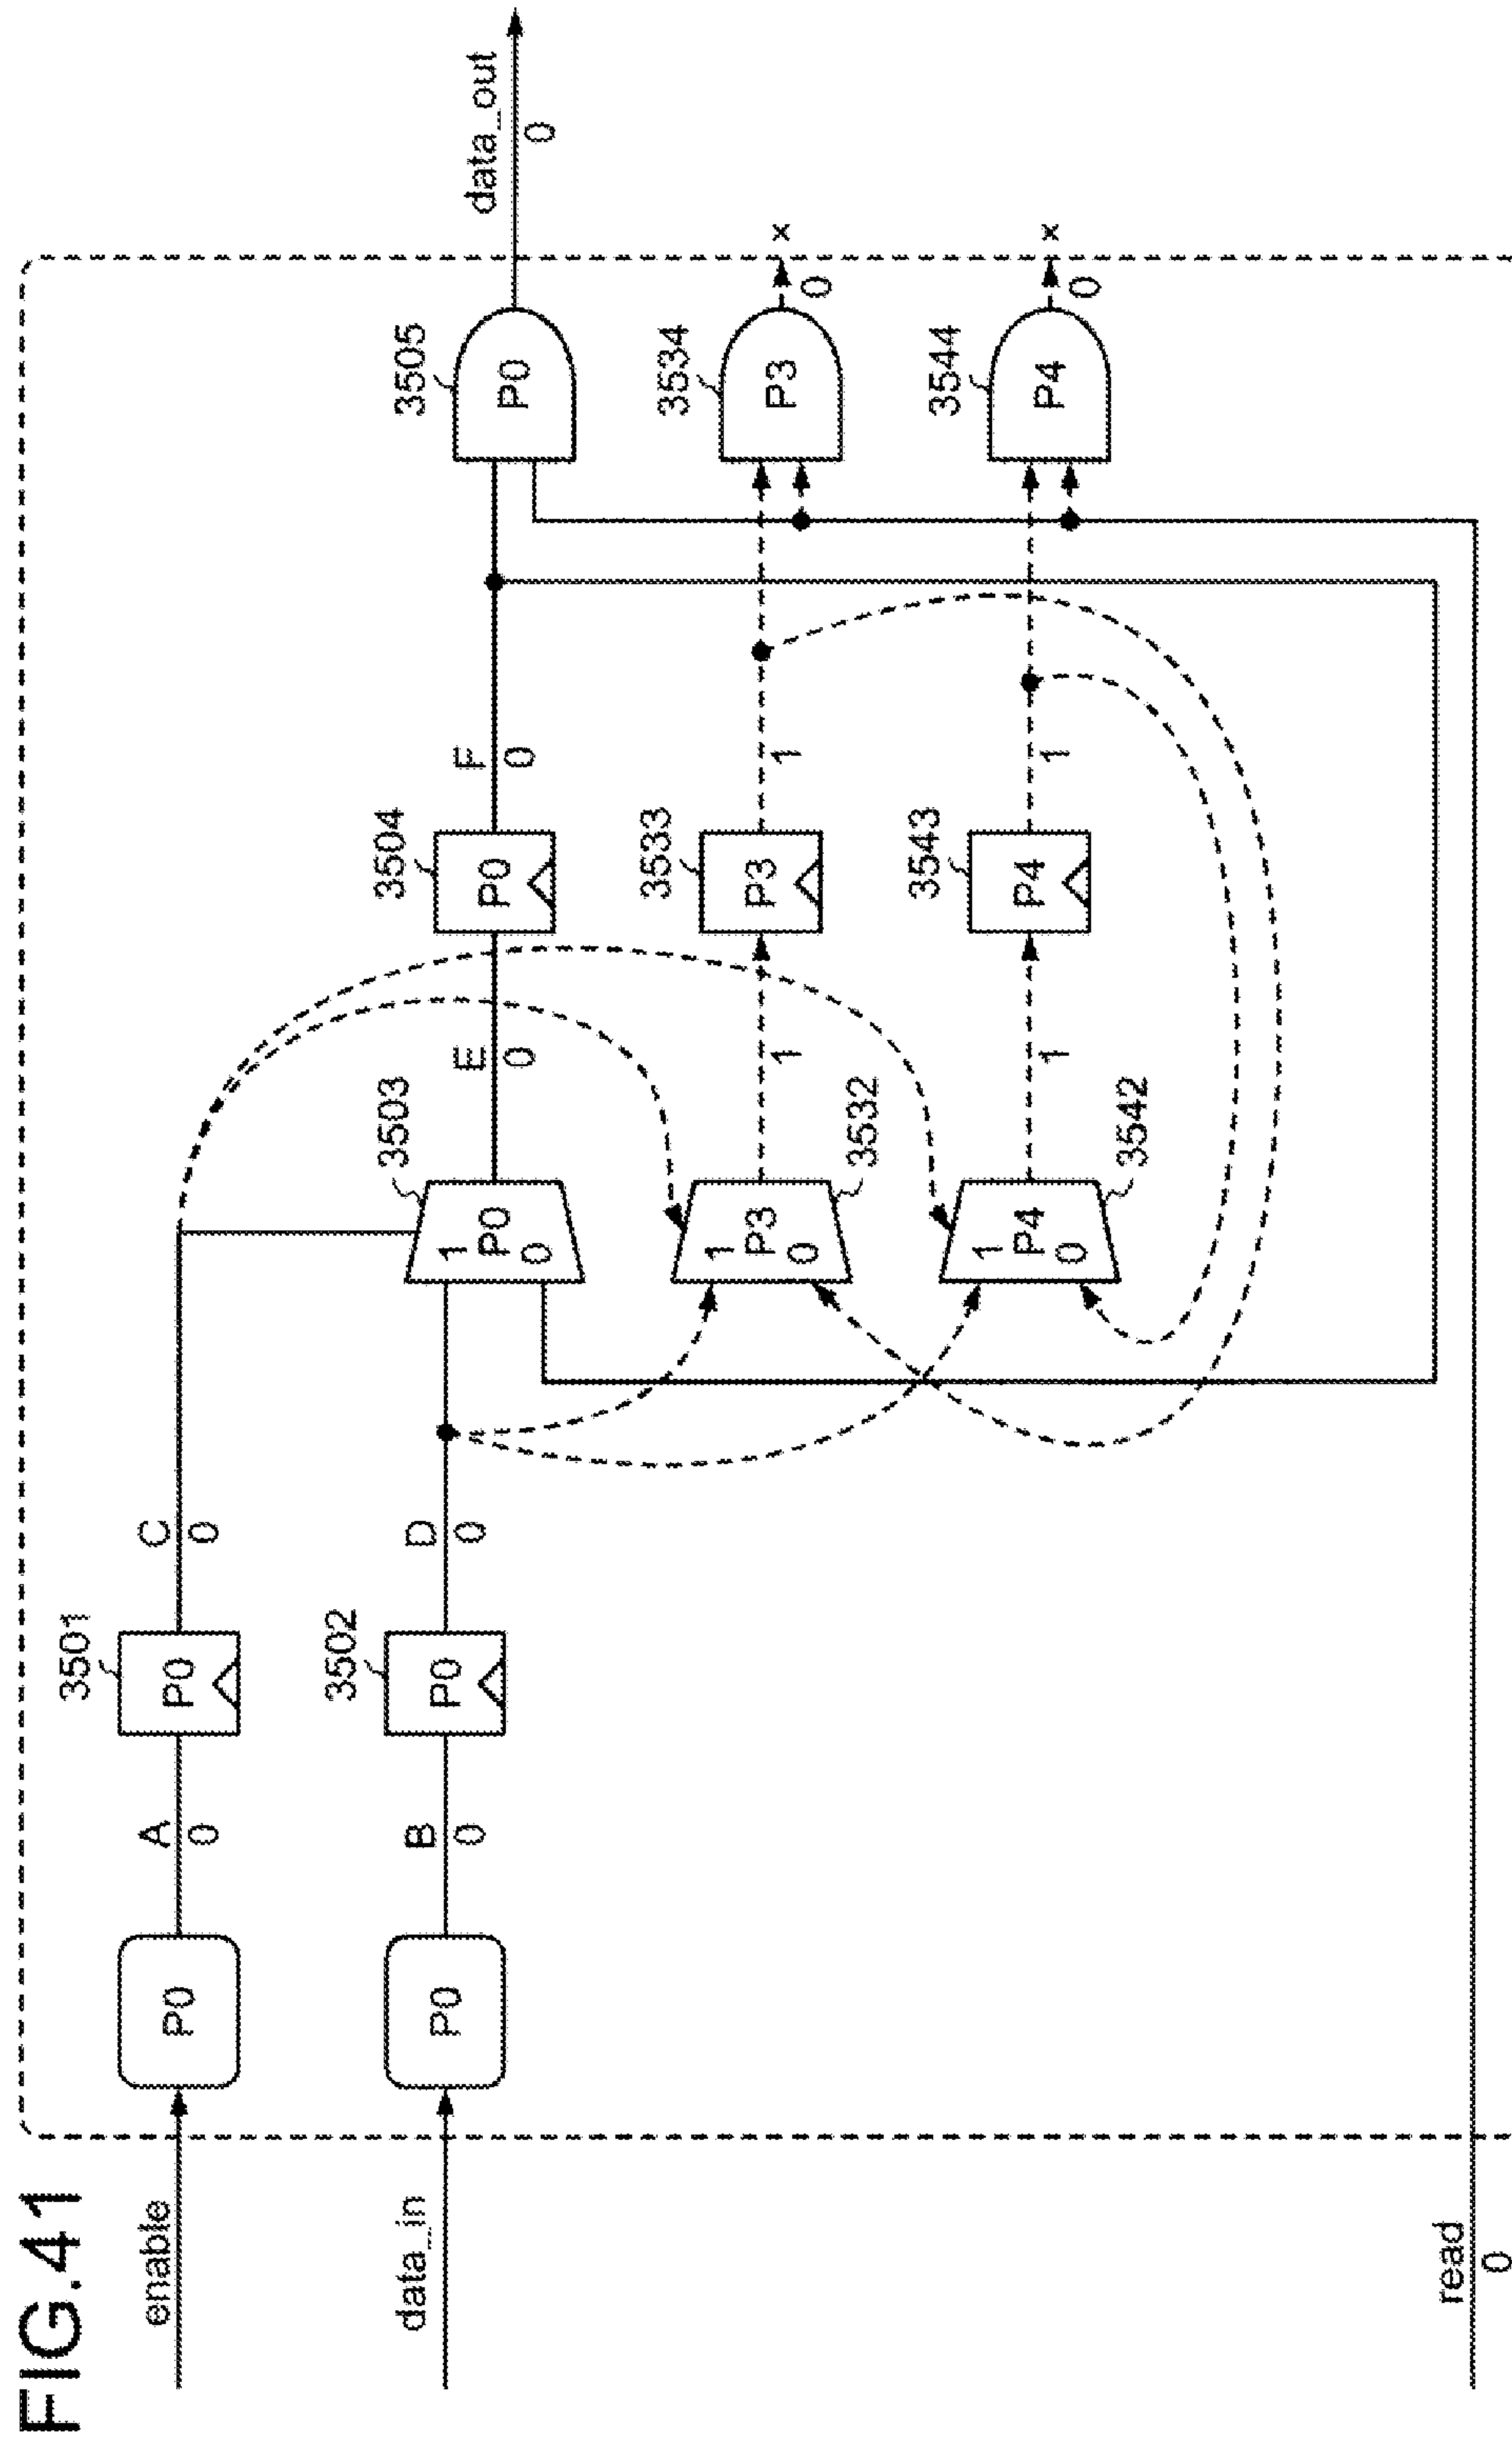 FIG.41
enable
P0
A
0
3501
P0
C
0
data_in
P0
B
0
3502
P0
D
0
3503
1
P0
0
E
0
3504
P0
F
0
3505
P0
data_out
0
1
P3
0
3532
1
3533
P3
1
3534
P3
0
×
1
P4
0
3542
1
3543
P4
1
3544
P4
0
×
read
0